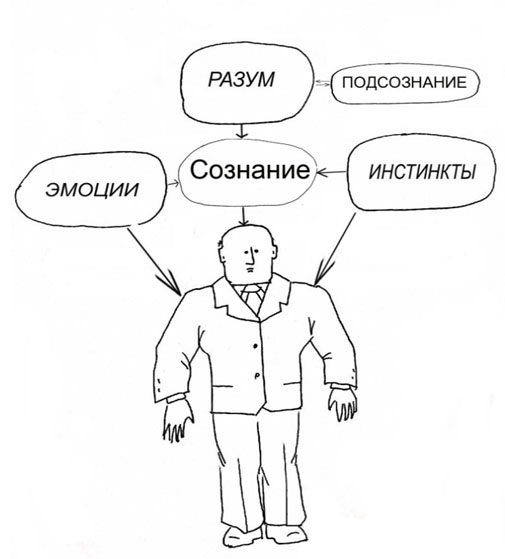 РАЗУМ
ПОДСОЗНАНИЕ
Сознание
ЭМОЦИИ
ИНСТИНКТЫ